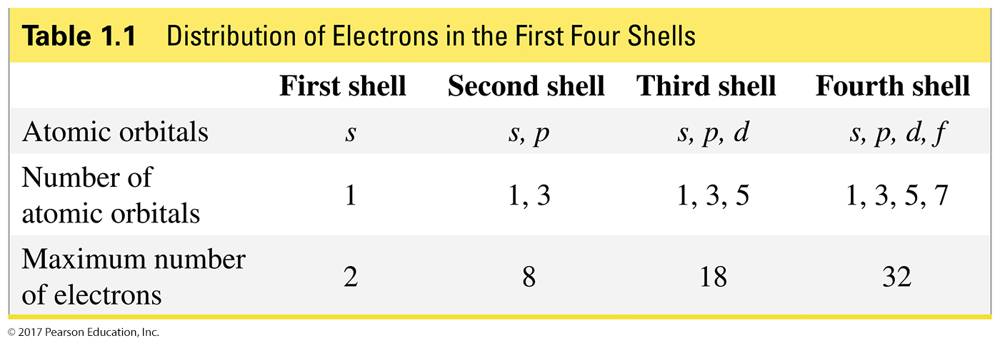 Table 1.1 Distribution of Electrons in the First Four Shells
First shell Second shell Third shell Fourth shell
Atomic orbitals s s, p s, p, d s, p, d, f
Number of
atomic orbitals 1 1, 3 1, 3, 5 1, 3, 5, 7
Maximum number
of electrons 2 8 18 32
© 2017 Pearson Education, Inc.